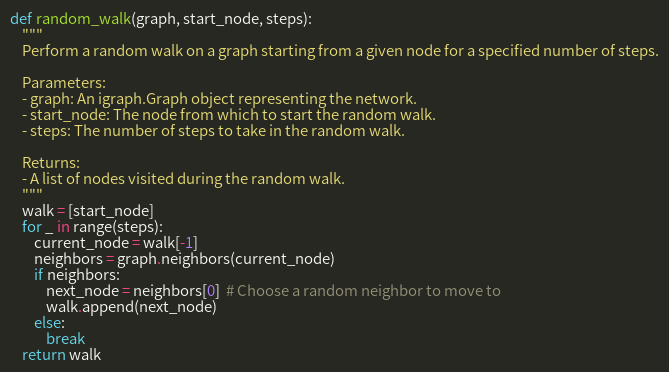 def random_walk(graph, start_node, steps):
    """
    Perform a random walk on a graph starting from a given node for a specified number of steps.

    Parameters:
    - graph: An igraph.Graph object representing the network.
    - start_node: The node from which to start the random walk.
    - steps: The number of steps to take in the random walk.

    Returns:
    - A list of nodes visited during the random walk.
    """
    walk = [start_node]
    for _ in range(steps):
        current_node = walk[-1]
        neighbors = graph.neighbors(current_node)
        if neighbors:
            next_node = neighbors[0]  # Choose a random neighbor to move to
            walk.append(next_node)
        else:
            break
    return walk